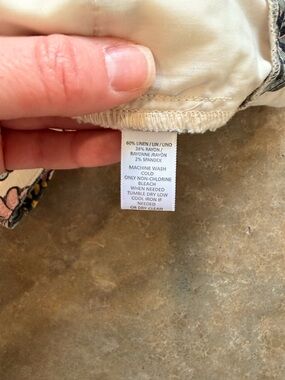 60% LINEN / LIN / LINO
38% RAYON /
RAYONNE /RAYON
2% SPANDEX
MACHINE WASH
COLD
ONLY NON-CHLORINE
BLEACH
WHEN NEEDED
TUMBLE DRY LOW
COOL IRON IF
NEEDED
OR DRY CLEAN